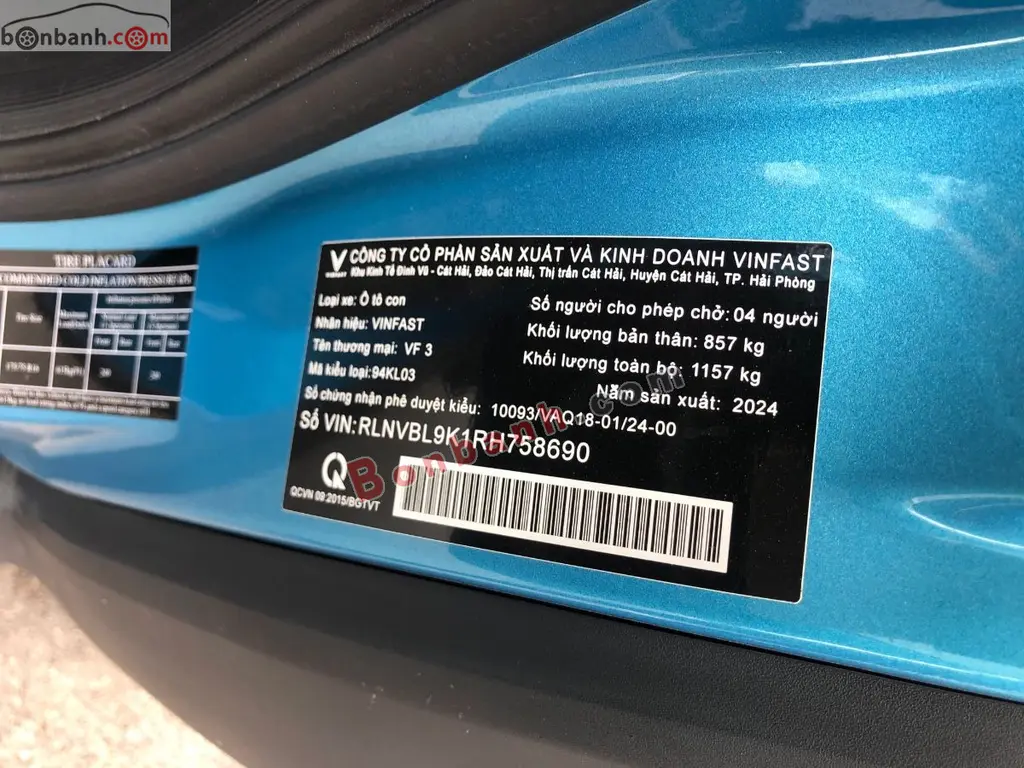 bonbanh.com
TIRE PLACARD
RECOMMENDED COLD INFLATION PRESSURE
CÔNG TY CỔ PHẦN SẢN XUẤT VÀ KINH DOANH VINFAST
Khu Kinh Tế Đình Vũ - Cát Hải, Đảo Cát Hải, Thị trấn Cát Hải, Huyện Cát Hải, TP. Hải Phòng
Loại xe: Ô tô con
Nhãn hiệu: VINFAST
Tên thương mại: VF 3
Mã kiểu loại:94KL03
Số người cho phép chở: 04 người
Khối lượng bản thân: 857 kg
Khối lượng toàn bộ: 1157 kg
Năm sản xuất: 2024
Số chứng nhận phê duyệt kiểu: 10093/VAQ18-01/24-00
Số VIN:RLNVBL9K1RH758690
Q
QCVN 09:2015/BGTVT
Bonbanh.com